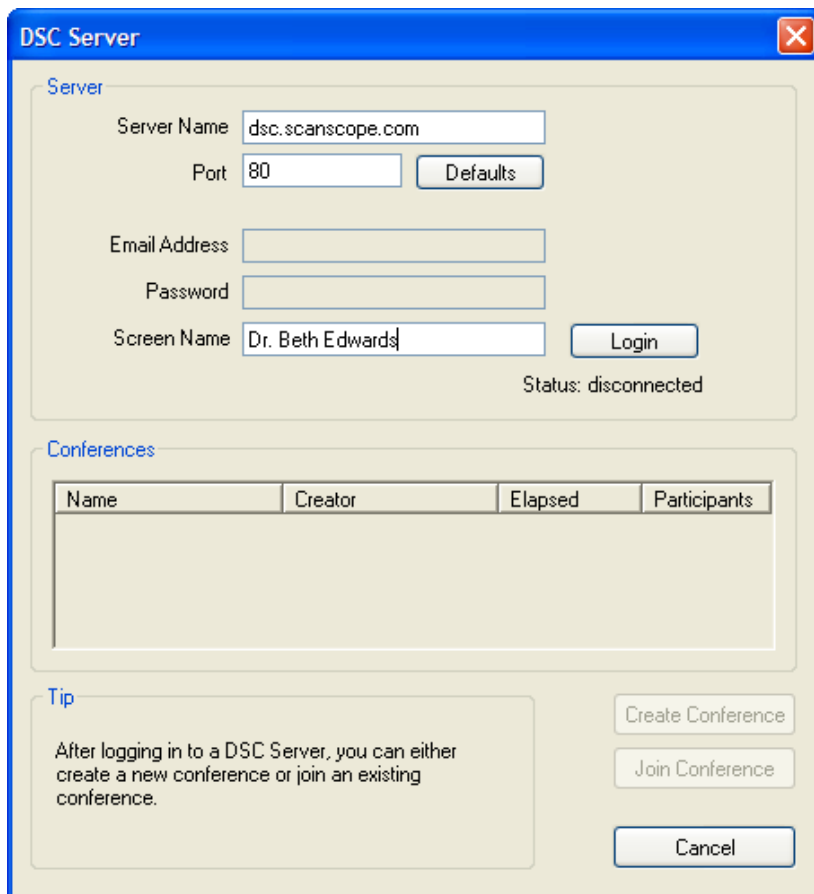 DSC Server
Server
Server Name dsc.scanscope.com
Port 80 Defaults
Email Address
Password
Screen Name Dr. Beth Edwards Login
Status: disconnected
Conferences
Name Creator Elapsed Participants
Tip
After logging in to a DSC Server, you can either
create a new conference or join an existing
conference.
Create Conference
Join Conference
Cancel